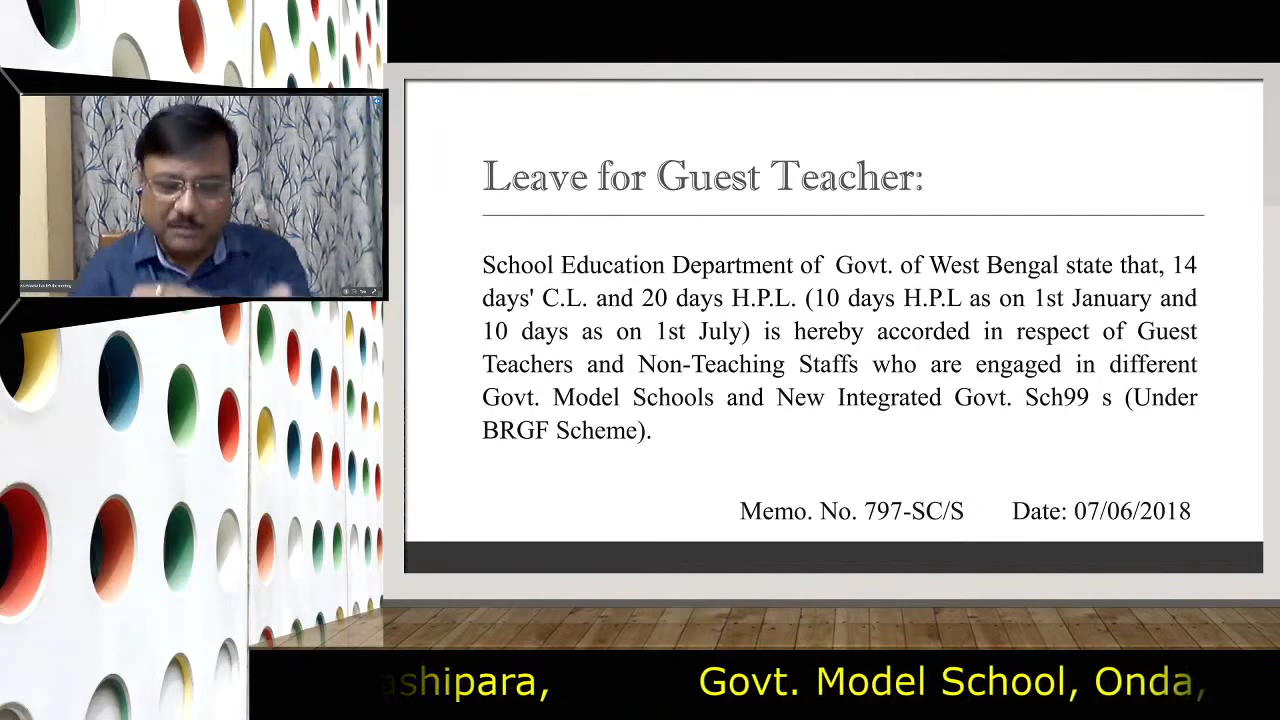 Leave for Guest Teacher:
School Education Department of Govt. of West Bengal state that, 14
days' C.L. and 20 days H.P.L. (10 days H.P.L as on 1st January and
10 days as on 1st July) is hereby accorded in respect of Guest
Teachers and Non-Teaching Staffs who are engaged in different
Govt. Model Schools and New Integrated Govt. Sch99 s (Under
BRGF Scheme).
Memo. No. 797-SC/S Date: 07/06/2018
ashipara, Govt. Model School, Onda,